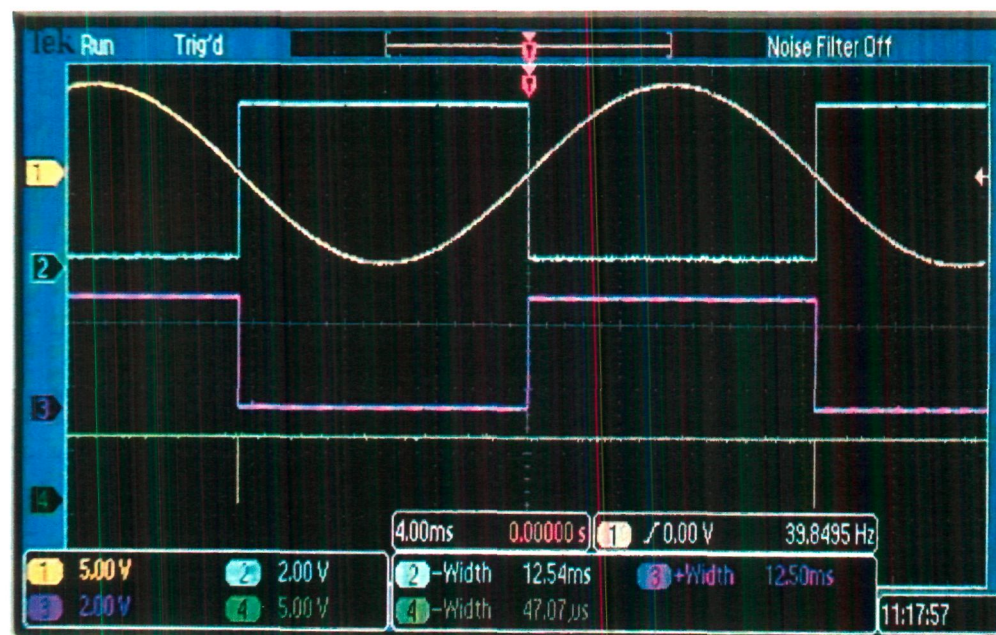 Tek Run Trig'd Noise Filter Off
T
T
1
2
3
4
4.00ms 0.00000 s 1 / 0.00 V 39.8495 Hz
1 5.00 V 2 2.00 V 2 -Width 12.54ms 3 +Width 12.50ms
3 2.00 V 4 5.00 V 4 -Width 47.07µs
11:17:57